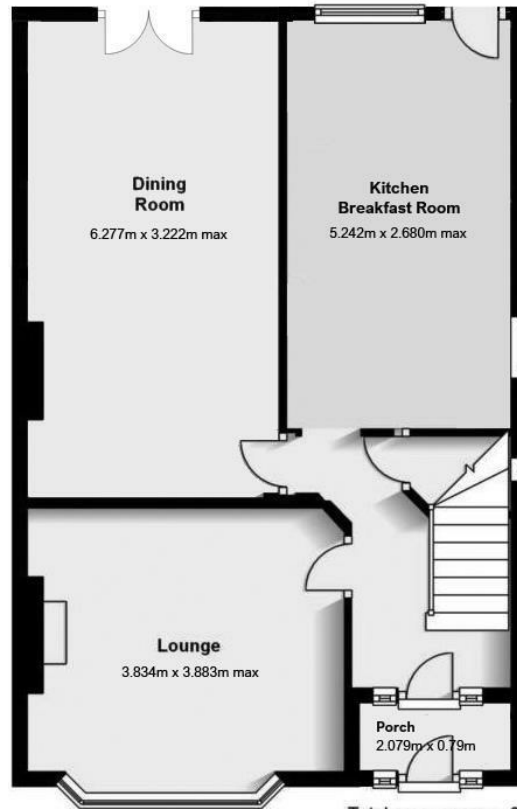 Dining
Room
6.277m x 3.222m max
Kitchen
Breakfast Room
5.242m x 2.680m max
Lounge
3.834m x 3.883m max
Porch
2.079m x 0.79m